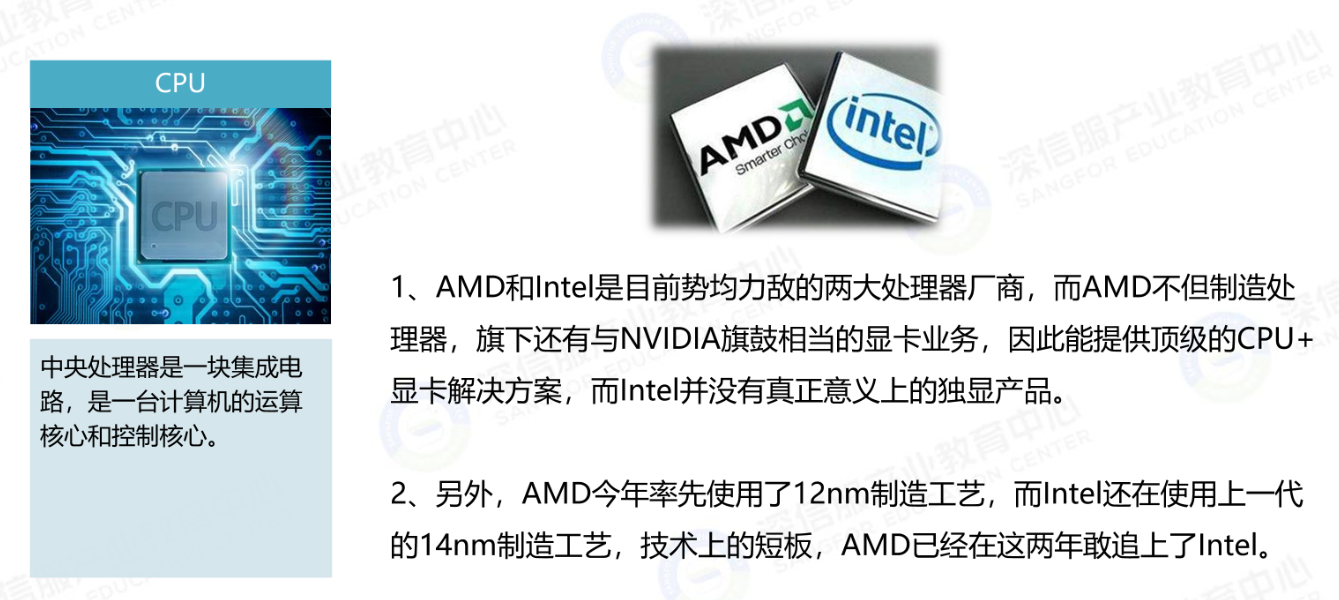 CPU
CPU
中央处理器是一块集成电
路，是一台计算机的运算
核心和控制核心。
AMD
Smarter Choi
intel
1、AMD和Intel是目前势均力敌的两大处理器厂商，而AMD不但制造处
理器，旗下还有与NVIDIA旗鼓相当的显卡业务，因此能提供顶级的CPU+
显卡解决方案，而Intel并没有真正意义上的独显产品。
2、另外，AMD今年率先使用了12nm制造工艺，而Intel还在使用上一代
的14nm制造工艺，技术上的短板，AMD已经在这两年敢追上了Intel。
深信服产业教育中心
SANGFOR EDUCATION CENTER